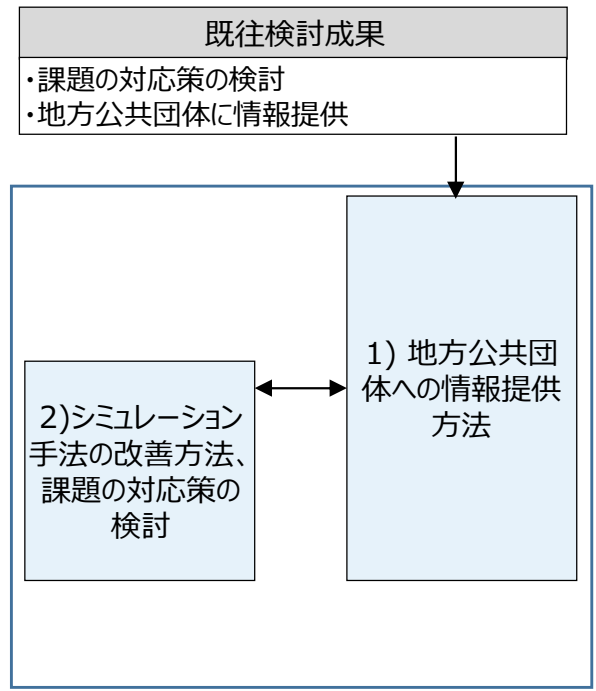 既往検討成果
・課題の対応策の検討
・地方公共団体に情報提供
1) 地方公共団
体への情報提供
方法
2)シミュレーション
手法の改善方法、
課題の対応策の
検討